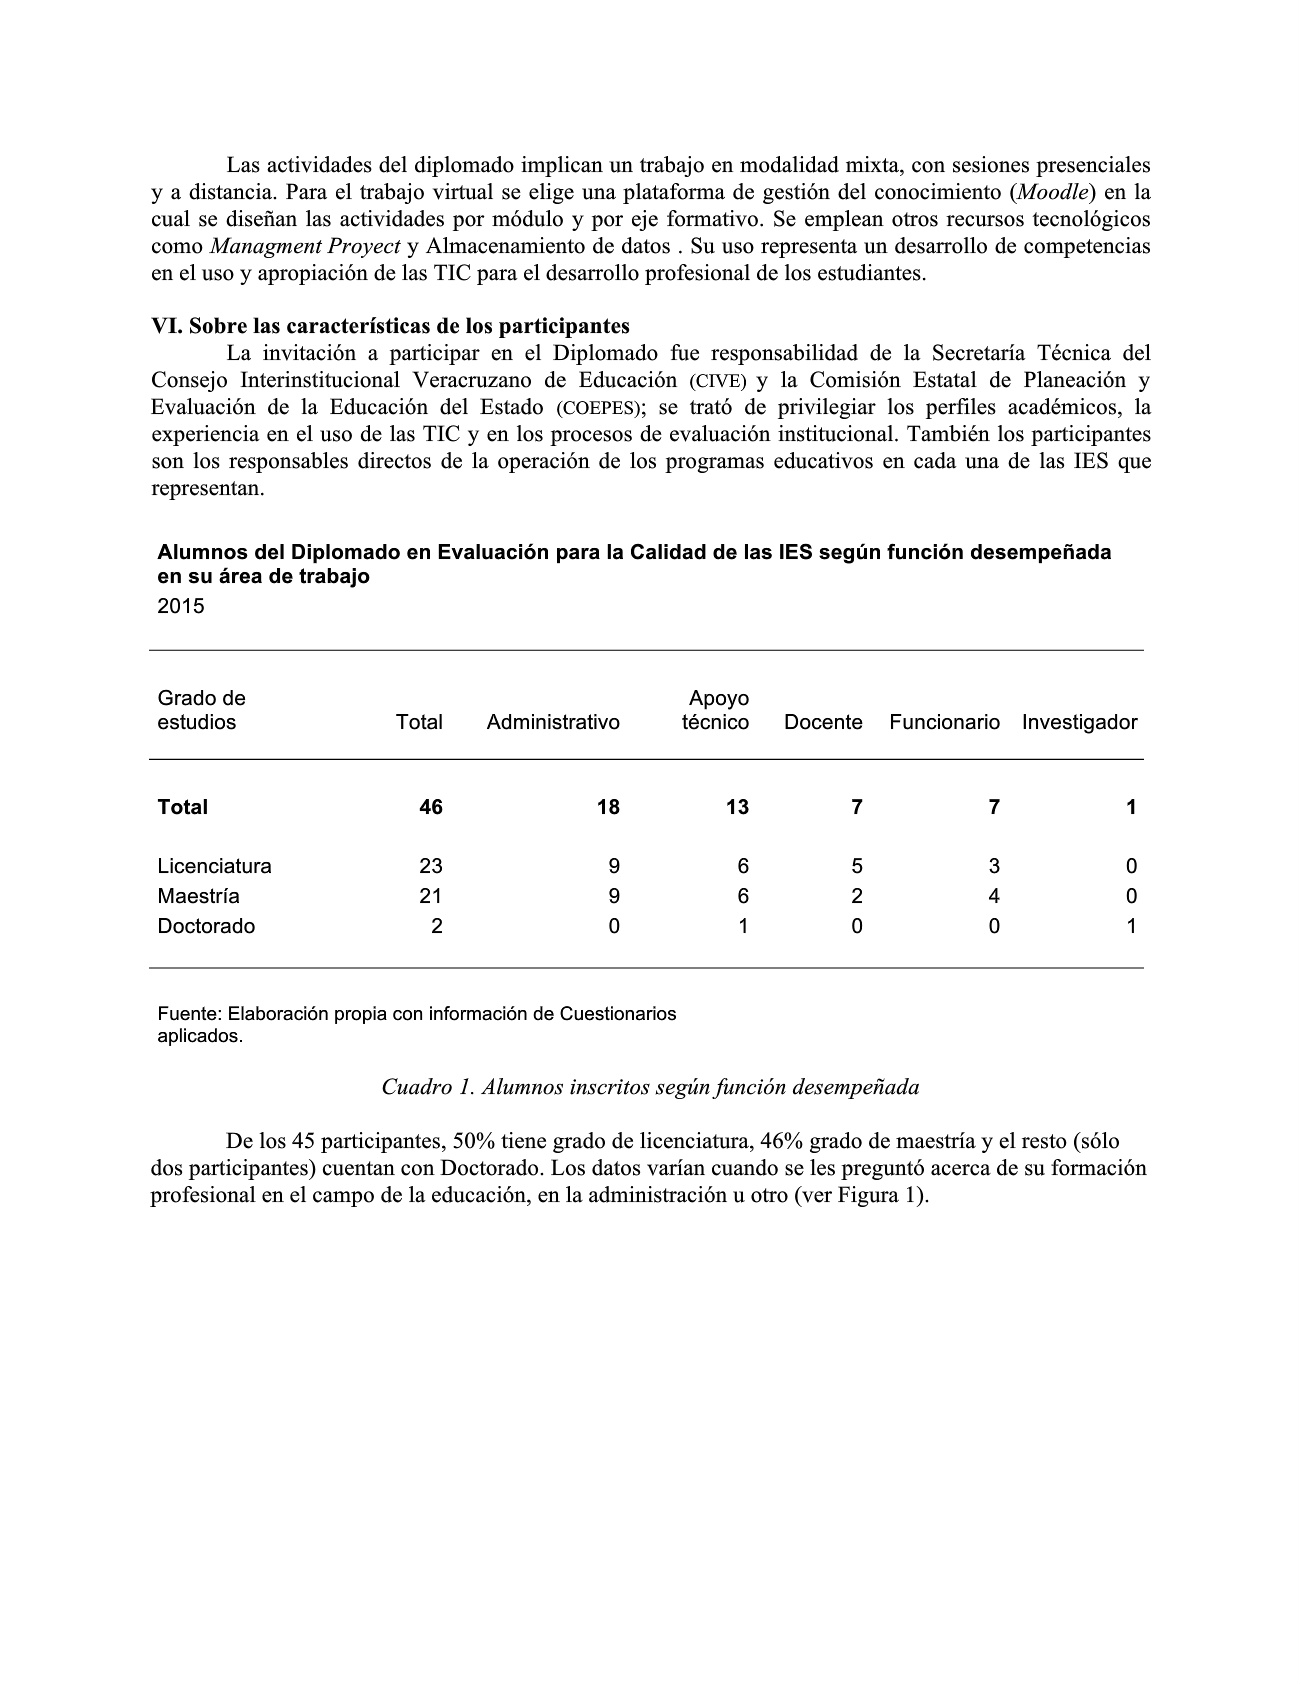 Las actividades del diplomado implican un trabajo en modalidad mixta, con sesiones presenciales
y a distancia. Para el trabajo virtual se elige una plataforma de gestión del conocimiento (Moodle) en la
cual se diseñan las actividades por módulo y por eje formativo. Se emplean otros recursos tecnológicos
como Managment Proyect y Almacenamiento de datos . Su uso representa un desarrollo de competencias
en el uso y apropiación de las TIC para el desarrollo profesional de los estudiantes.
VI. Sobre las características de los participantes
La invitación a participar en el Diplomado fue responsabilidad de la Secretaría Técnica del
Consejo Interinstitucional Veracruzano de Educación (CIVE) y la Comisión Estatal de Planeación y
Evaluación de la Educación del Estado (COEPES); se trató de privilegiar los perfiles académicos, la
experiencia en el uso de las TIC y en los procesos de evaluación institucional. También los participantes
son los responsables directos de la operación de los programas educativos en cada una de las IES que
representan.
Alumnos del Diplomado en Evaluación para la Calidad de las IES según función desempeñada
en su área de trabajo
2015
Grado de estudios Total Administrativo Apoyo técnico Docente Funcionario Investigador
Total 46 18 13 7 7 1
Licenciatura 23 9 6 5 3 0
Maestría 21 9 6 2 4 0
Doctorado 2 0 1 0 0 1
Fuente: Elaboración propia con información de Cuestionarios
aplicados.
Cuadro 1. Alumnos inscritos según función desempeñada
De los 45 participantes, 50% tiene grado de licenciatura, 46% grado de maestría y el resto (sólo
dos participantes) cuentan con Doctorado. Los datos varían cuando se les preguntó acerca de su formación
profesional en el campo de la educación, en la administración u otro (ver Figura 1).